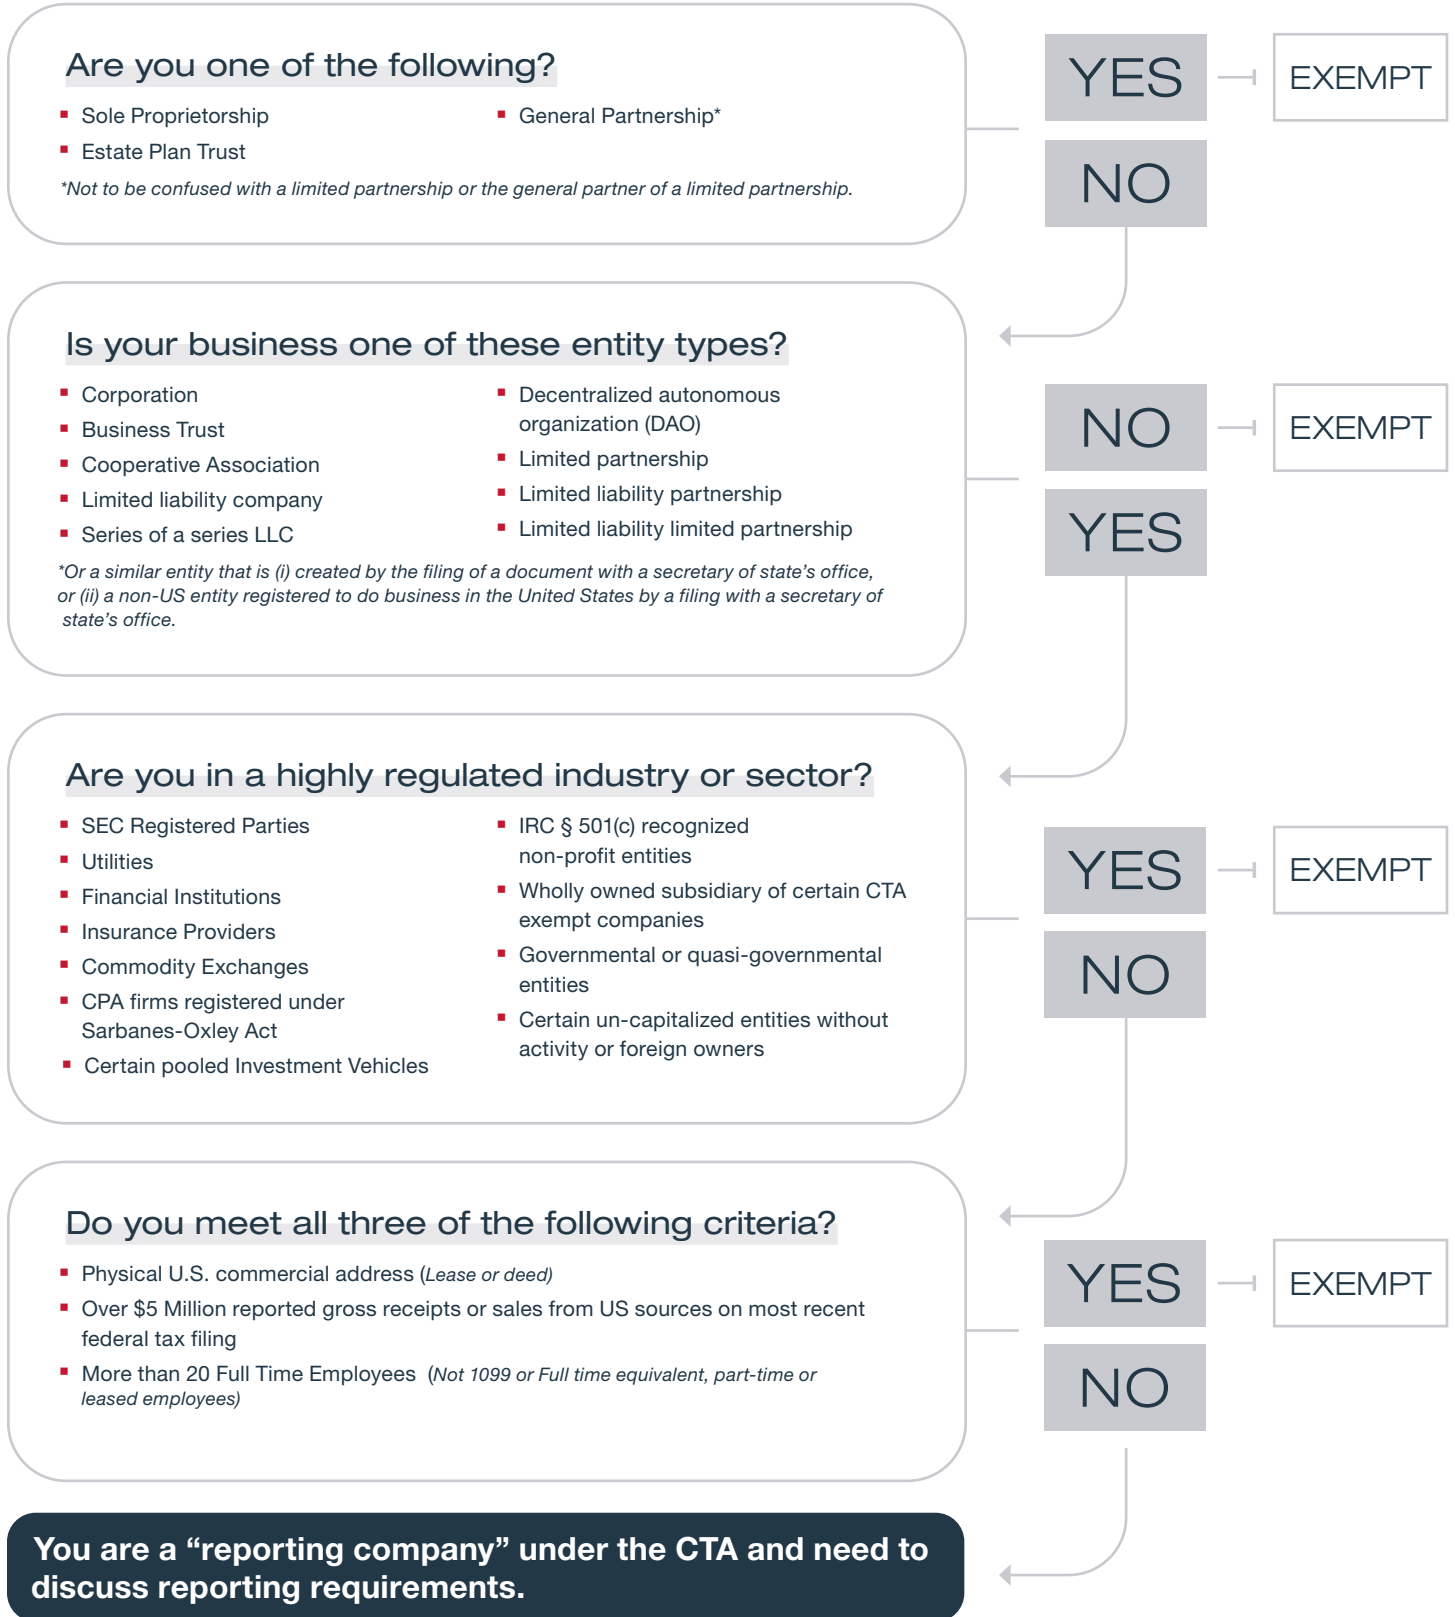 Are you one of the following?
▪ Sole Proprietorship
▪ Estate Plan Trust
▪ General Partnership*
*Not to be confused with a limited partnership or the general partner of a limited partnership.
YES
EXEMPT
NO
Is your business one of these entity types?
▪ Corporation
▪ Business Trust
▪ Cooperative Association
▪ Limited liability company
▪ Series of a series LLC
▪ Decentralized autonomous
organization (DAO)
▪ Limited partnership
▪ Limited liability partnership
▪ Limited liability limited partnership
*Or a similar entity that is (i) created by the filing of a document with a secretary of state’s office,
or (ii) a non-US entity registered to do business in the United States by a filing with a secretary of
state’s office.
NO
EXEMPT
YES
Are you in a highly regulated industry or sector?
▪ SEC Registered Parties
▪ Utilities
▪ Financial Institutions
▪ Insurance Providers
▪ Commodity Exchanges
▪ CPA firms registered under
Sarbanes-Oxley Act
▪ Certain pooled Investment Vehicles
▪ IRC § 501(c) recognized
non-profit entities
▪ Wholly owned subsidiary of certain CTA
exempt companies
▪ Governmental or quasi-governmental
entities
▪ Certain un-capitalized entities without
activity or foreign owners
YES
EXEMPT
NO
Do you meet all three of the following criteria?
▪ Physical U.S. commercial address (Lease or deed)
▪ Over $5 Million reported gross receipts or sales from US sources on most recent
federal tax filing
▪ More than 20 Full Time Employees (Not 1099 or Full time equivalent, part-time or
leased employees)
YES
EXEMPT
NO
You are a “reporting company” under the CTA and need to
discuss reporting requirements.